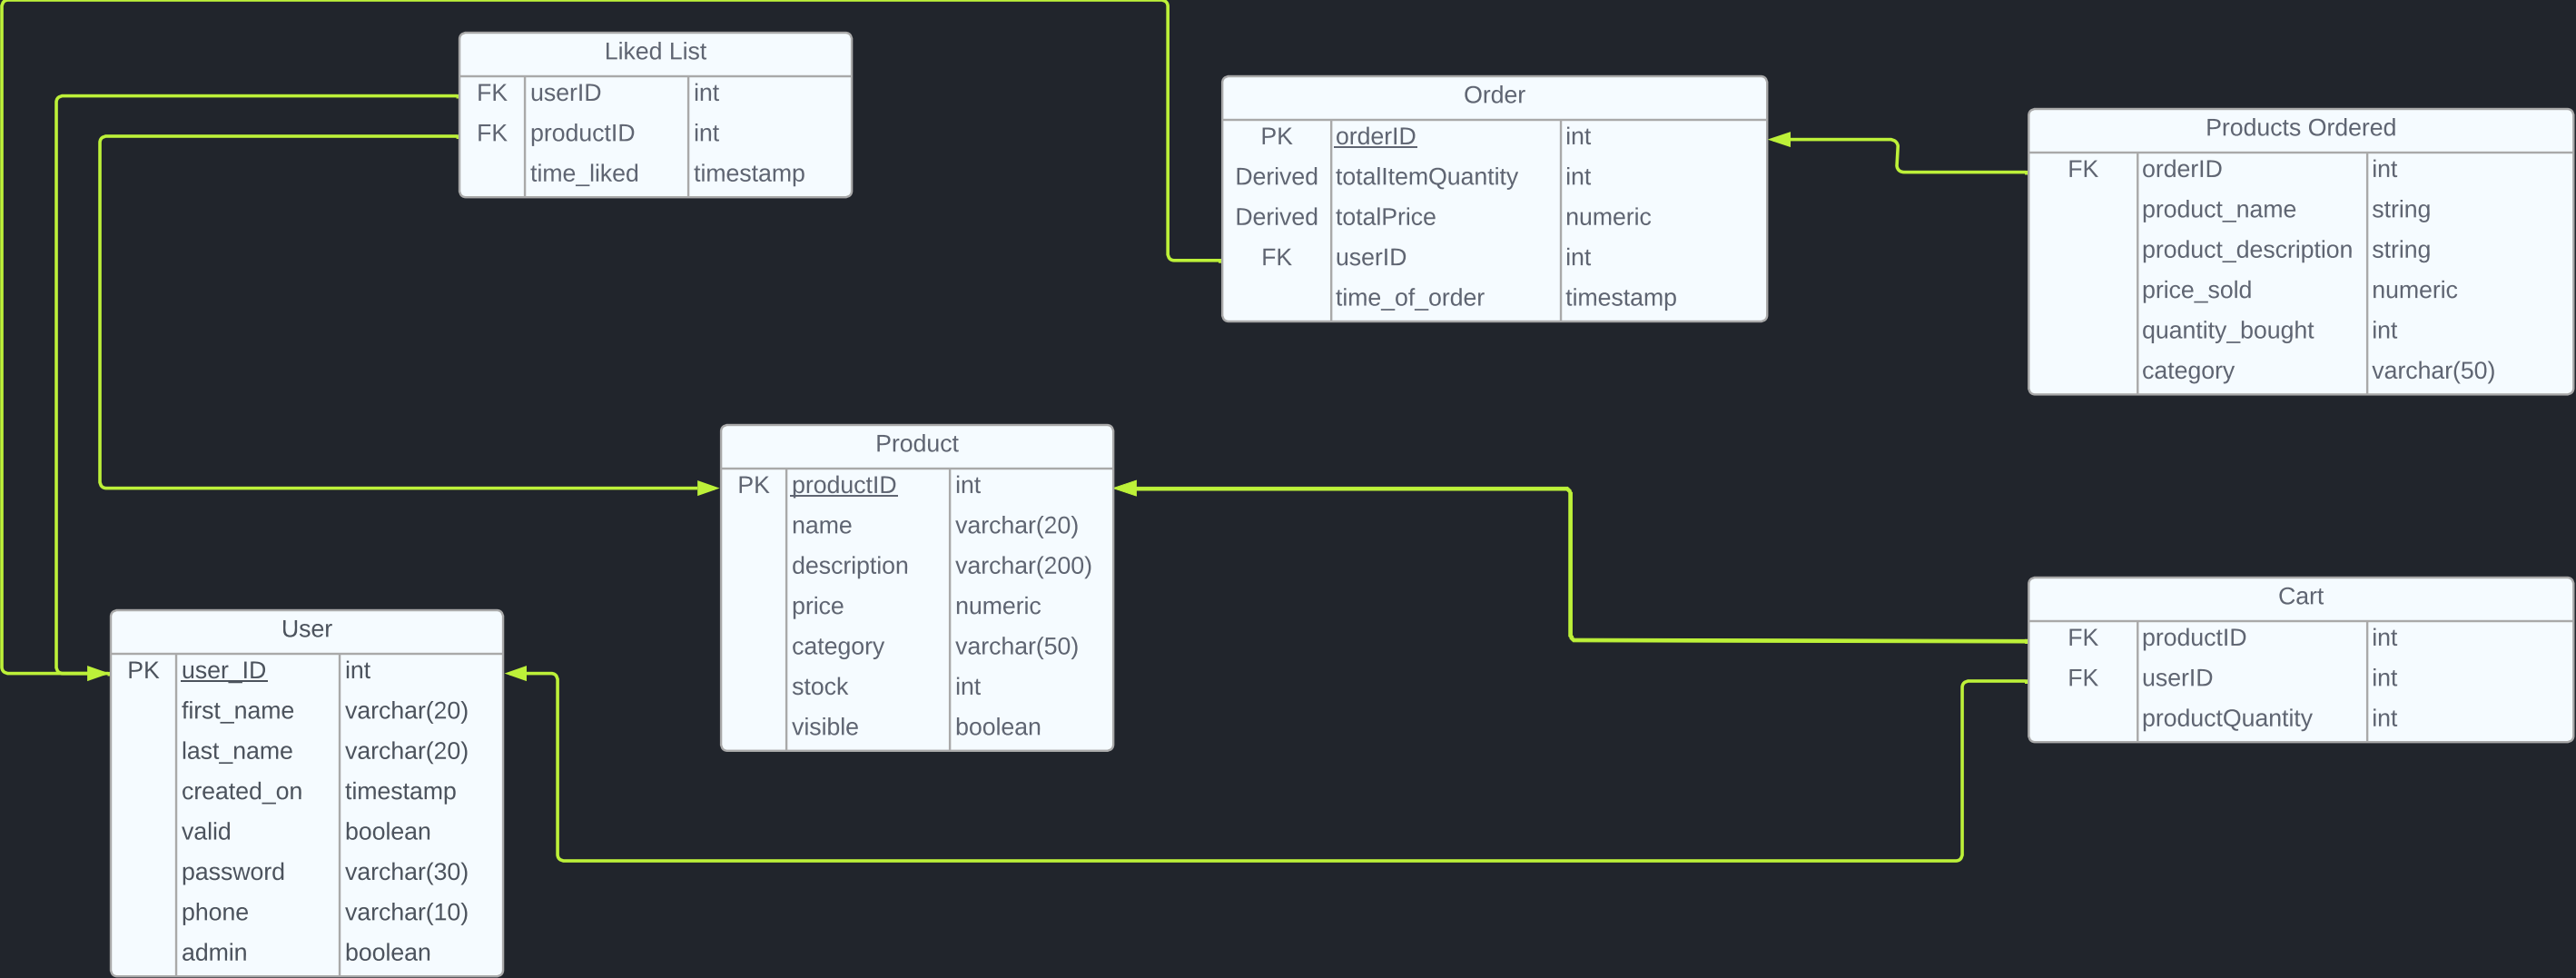 Liked List
FK userID int
FK productID int
time_liked timestamp
Order
PK orderID int
Derived totalItemQuantity int
Derived totalPrice numeric
FK userID int
time_of_order timestamp
Products Ordered
FK orderID int
product_name string
product_description string
price_sold numeric
quantity_bought int
category varchar(50)
Product
PK productID int
name varchar(20)
description varchar(200)
price numeric
category varchar(50)
stock int
visible boolean
Cart
FK productID int
FK userID int
productQuantity int
User
PK user_ID int
first_name varchar(20)
last_name varchar(20)
created_on timestamp
valid boolean
password varchar(30)
phone varchar(10)
admin boolean